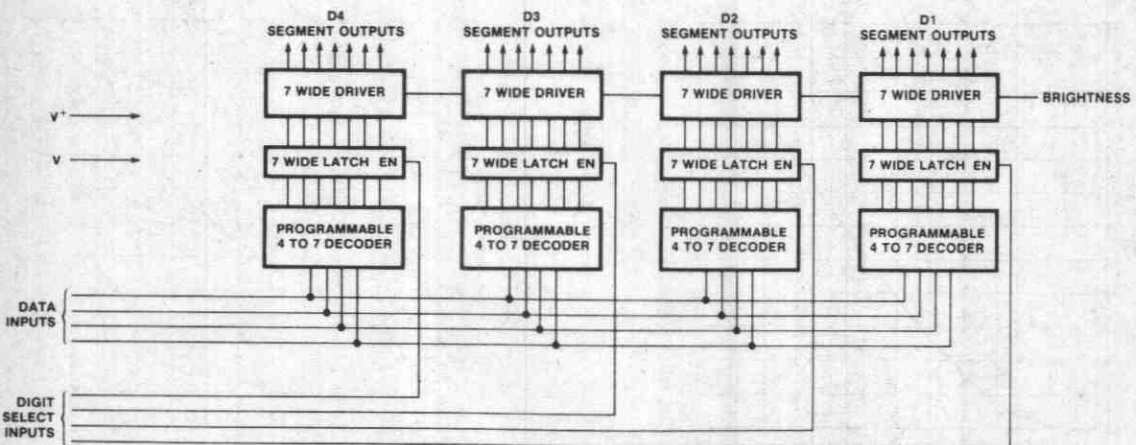 D4
SEGMENT OUTPUTS
D3
SEGMENT OUTPUTS
D2
SEGMENT OUTPUTS
D1
SEGMENT OUTPUTS
7 WIDE DRIVER
7 WIDE DRIVER
7 WIDE DRIVER
7 WIDE DRIVER
BRIGHTNESS
V+
V
7 WIDE LATCH EN
7 WIDE LATCH EN
7 WIDE LATCH EN
7 WIDE LATCH EN
PROGRAMMABLE
4 TO 7 DECODER
PROGRAMMABLE
4 TO 7 DECODER
PROGRAMMABLE
4 TO 7 DECODER
PROGRAMMABLE
4 TO 7 DECODER
DATA
INPUTS
DIGIT
SELECT
INPUTS